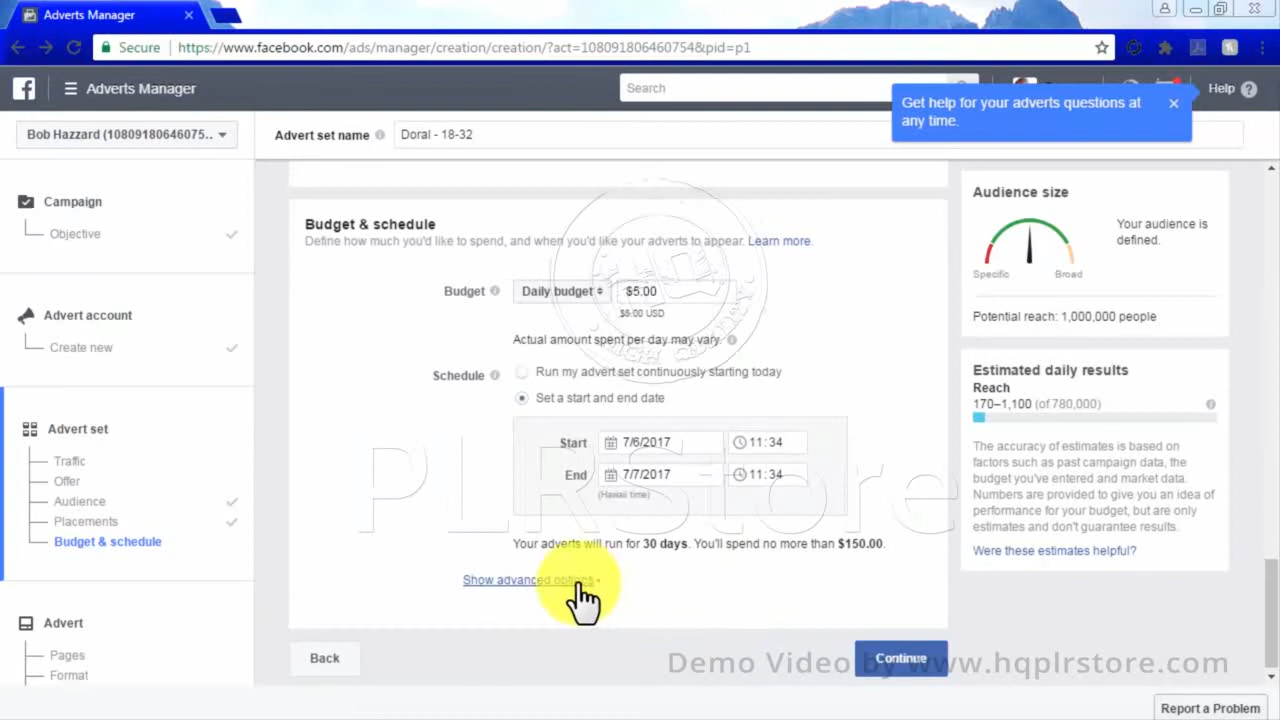 Adverts Manager
Secure
https://www.facebook.com/ads/manager/creation/creation/?act=1080918064607548&pid=p1
Adverts Manager
Search
Help
Get help for your adverts questions at
any time.
Bob Hazzard (10809180646075..
Advert set name
Doral - 18-32
Campaign
Objective
Advert account
Create new
Advert set
Traffic
Offer
Audience
Placements
Budget & schedule
Advert
Pages
Format
Budget & schedule
Define how much you'd like to spend, and when you'd like your adverts to appear. Learn more.
Budget
Daily budget
$5.00
$5.00 USD
Actual amount spent per day may vary.
Schedule
Run my advert set continuously starting today
Set a start and end date
Start
7/6/2017
11:34
End
7/7/2017
11:34
(Hawaii time)
Your adverts will run for 30 days. You'll spend no more than $150.00.
Show advanced options
Back
Continue
Audience size
Your audience is
defined.
Specific
Broad
Potential reach: 1,000,000 people
Estimated daily results
Reach
170–1,100 (of 780,000)
The accuracy of estimates is based on
factors such as past campaign data, the
budget you've entered and market data.
Numbers are provided to give you an idea of
performance for your budget, but are only
estimates and don't guarantee results.
Were these estimates helpful?
Report a Problem
HQ
HIGH QUALITY
PLRStore
Demo Video by www.hqplrstore.com